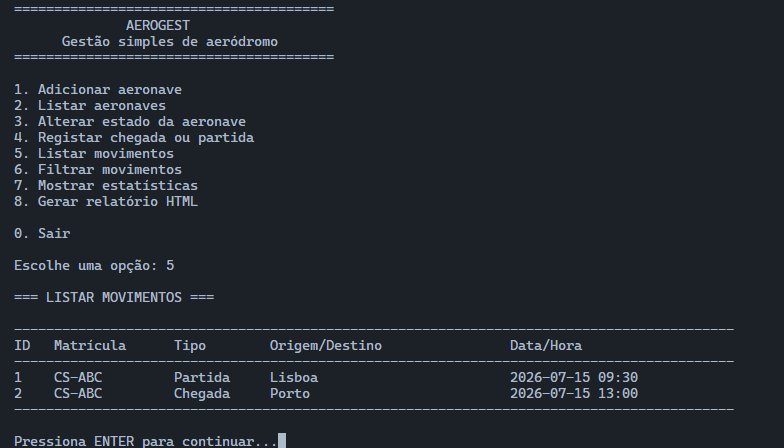 ========================================
AEROGEST
Gestão simples de aeródromo
========================================
1. Adicionar aeronave
2. Listar aeronaves
3. Alterar estado da aeronave
4. Registar chegada ou partida
5. Listar movimentos
6. Filtrar movimentos
7. Mostrar estatísticas
8. Gerar relatório HTML
0. Sair
Escolhe uma opção: 5
=== LISTAR MOVIMENTOS ===
------------------------------------------------------------------------------------------
ID Matrícula Tipo Origem/Destino Data/Hora
------------------------------------------------------------------------------------------
1 CS-ABC Partida Lisboa 2026-07-15 09:30
2 CS-ABC Chegada Porto 2026-07-15 13:00
------------------------------------------------------------------------------------------
Pressiona ENTER para continuar...